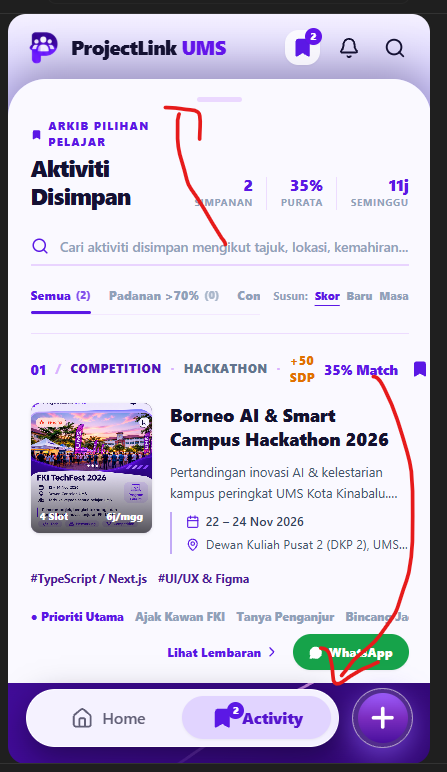 ProjectLink UMS
2
ARKIB PILIHAN
PELAJAR
Aktiviti
Disimpan
2 35% 11j
SIMPANAN PURATA SEMINGGU
Cari aktiviti disimpan mengikut tajuk, lokasi, kemahiran...
Semua (2) Padanan >70% (0) Con Susun: Skor Baru Masa
01 / COMPETITION · HACKATHON · +50 SDP 35% Match
Borneo AI & Smart
Campus Hackathon 2026
FKI TechFest 2026
4 Slot 6j/mgg
Pertandingan inovasi AI & kelestarian
kampus peringkat UMS Kota Kinabalu....
22 – 24 Nov 2026
Dewan Kuliah Pusat 2 (DKP 2), UMS...
#TypeScript / Next.js #UI/UX & Figma
• Prioriti Utama Ajak Kawan FKI Tanya Penganjur Bincang
Lihat Lembaran > WhatsApp
Home 2 Activity